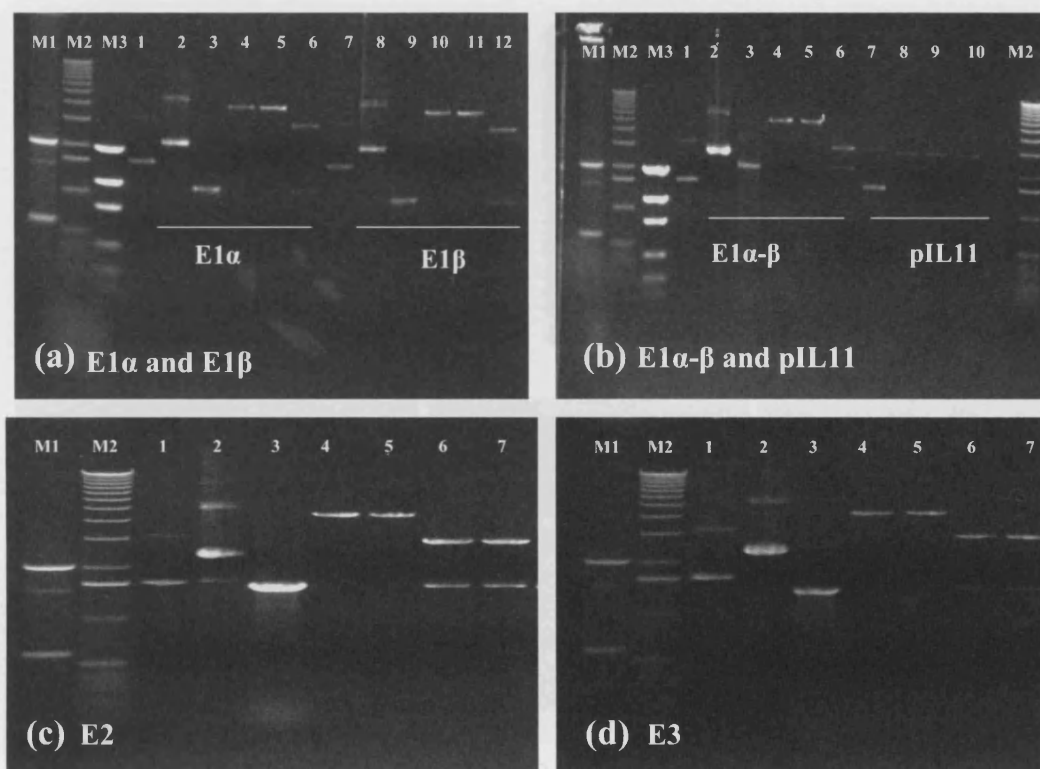 M1 M2 M3 1 2 3 4 5 6 7 8 9 10 11 12
E1α E1β
(a) E1α and E1β
M1 M2 M3 1 2 3 4 5 6 7 8 9 10 M2
E1α-β pIL11
(b) E1α-β and pIL11
M1 M2 1 2 3 4 5 6 7
(c) E2
M1 M2 1 2 3 4 5 6 7
(d) E3